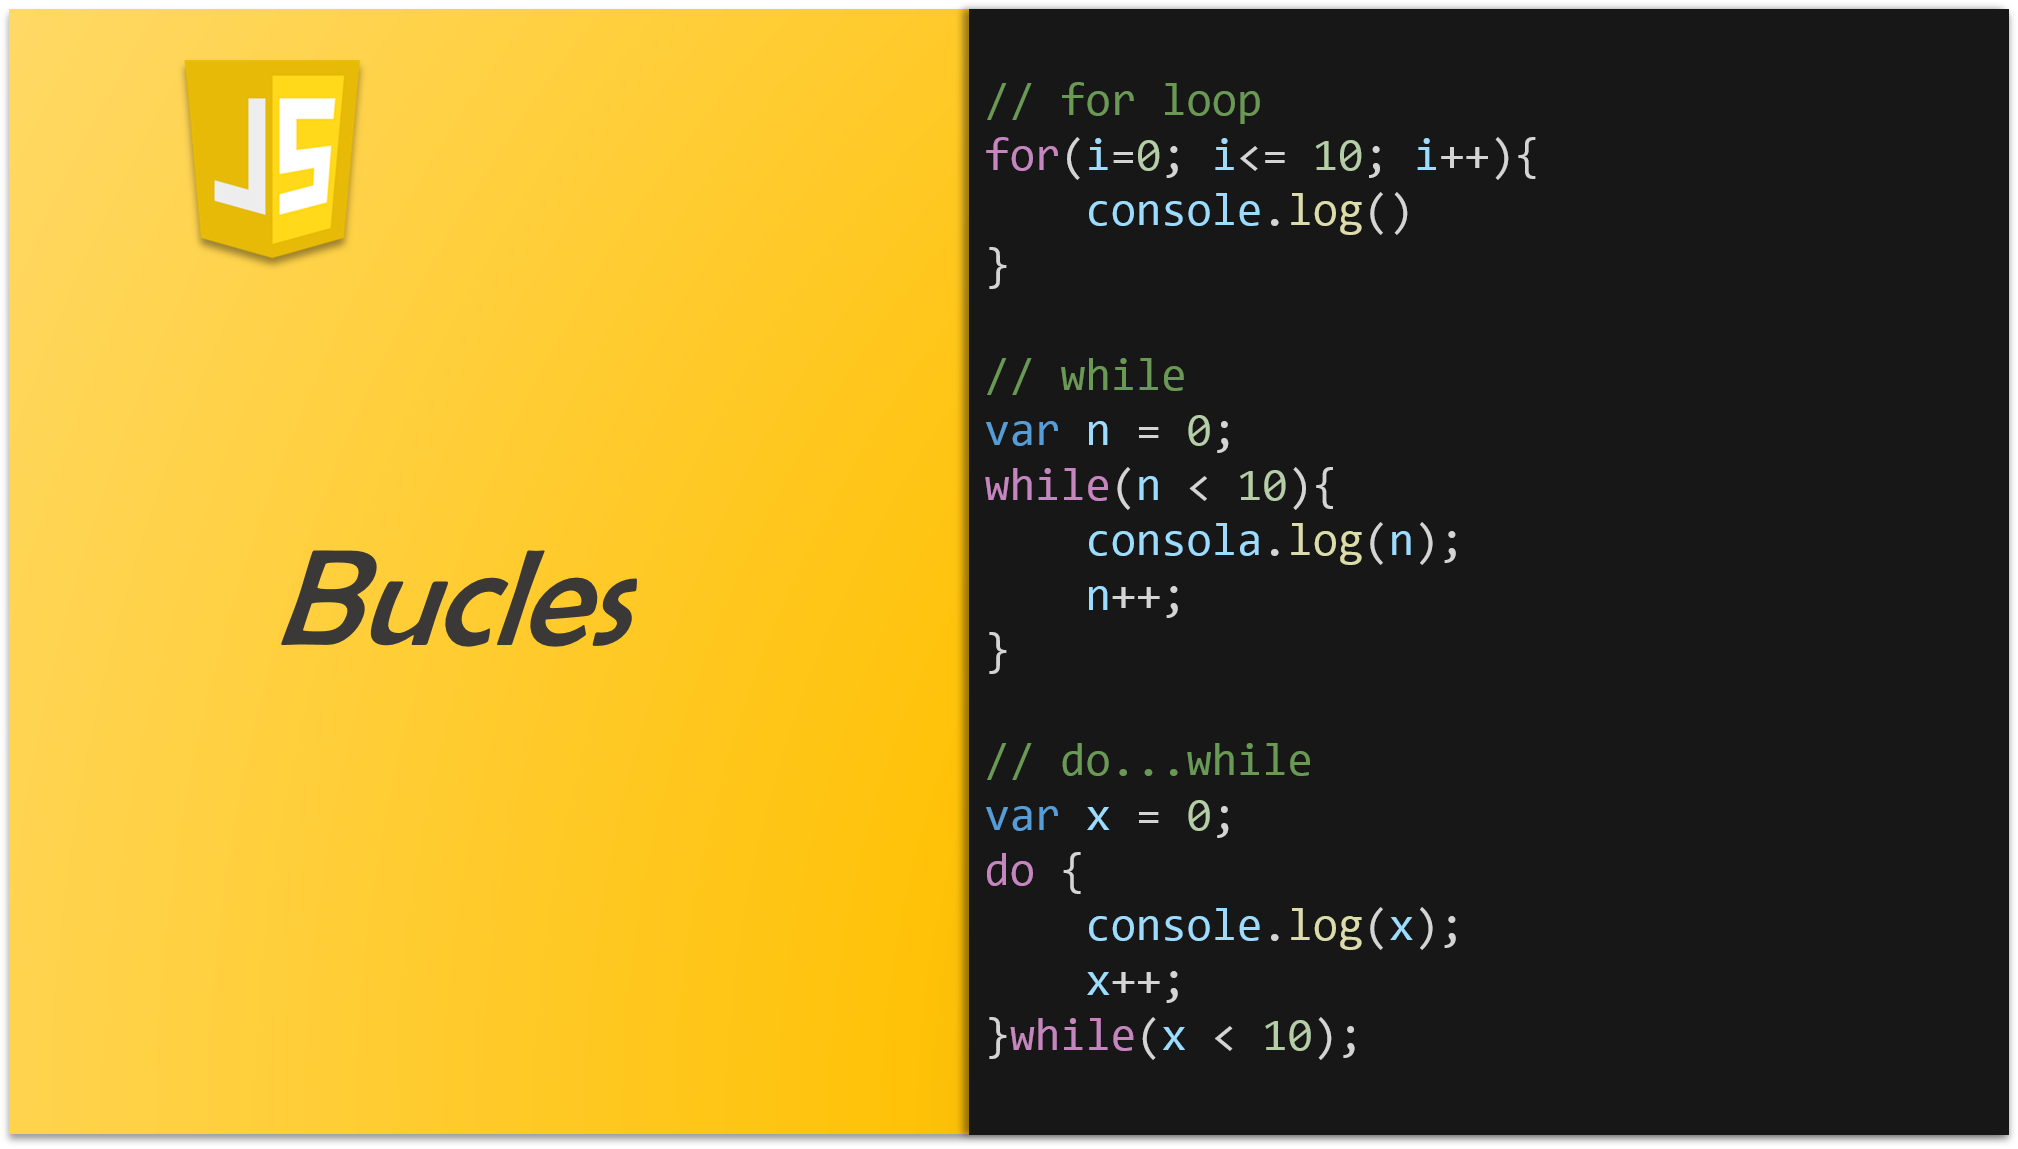 JS
Bucles
// for loop
for(i=0; i<= 10; i++){
    console.log()
}
// while
var n = 0;
while(n < 10){
    consola.log(n);
    n++;
}
// do...while
var x = 0;
do {
    console.log(x);
    x++;
}while(x < 10);